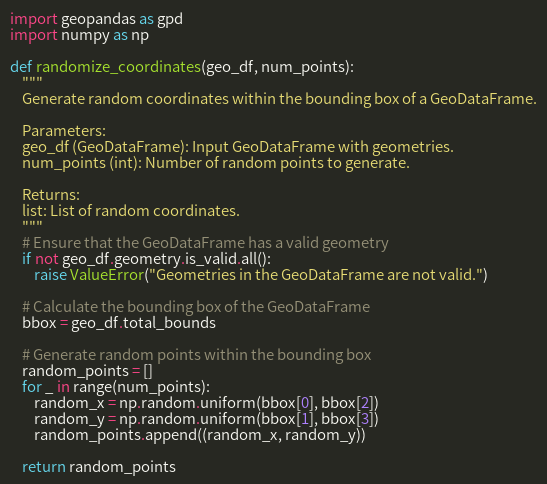 import geopandas as gpd
import numpy as np
def randomize_coordinates(geo_df, num_points):
"""
Generate random coordinates within the bounding box of a GeoDataFrame.
Parameters:
geo_df (GeoDataFrame): Input GeoDataFrame with geometries.
num_points (int): Number of random points to generate.
Returns:
list: List of random coordinates.
"""
# Ensure that the GeoDataFrame has a valid geometry
if not geo_df.geometry.is_valid.all():
raise ValueError("Geometries in the GeoDataFrame are not valid.")
# Calculate the bounding box of the GeoDataFrame
bbox = geo_df.total_bounds
# Generate random points within the bounding box
random_points = []
for _ in range(num_points):
random_x = np.random.uniform(bbox[0], bbox[2])
random_y = np.random.uniform(bbox[1], bbox[3])
random_points.append((random_x, random_y))
return random_points